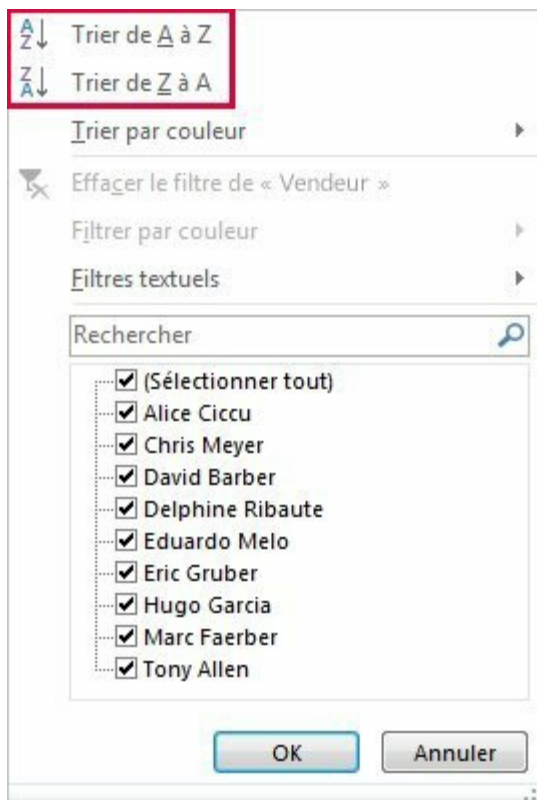 Trier de A à Z
Trier de Z à A
Trier par couleur
Effacer le filtre de « Vendeur »
Filtrer par couleur
Filtres textuels
Rechercher
(Sélectionner tout)
Alice Ciccu
Chris Meyer
David Barber
Delphine Ribaute
Eduardo Melo
Eric Gruber
Hugo Garcia
Marc Faerber
Tony Allen
OK Annuler